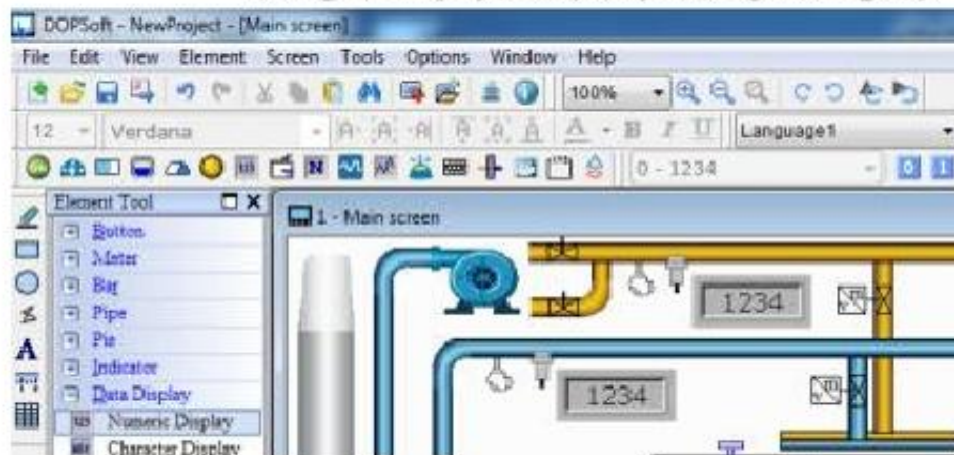 DOPSoft - NewProject - [Main screen]
File Edit View Element Screen Tools Options Window Help
100%
12 Verdana Language1
0 - 1234
Element Tool
1 - Main screen
Button
Meter
Bar
Pipe
Pie
Indicator
Data Display
Numeric Display
Character Display
1234
1234